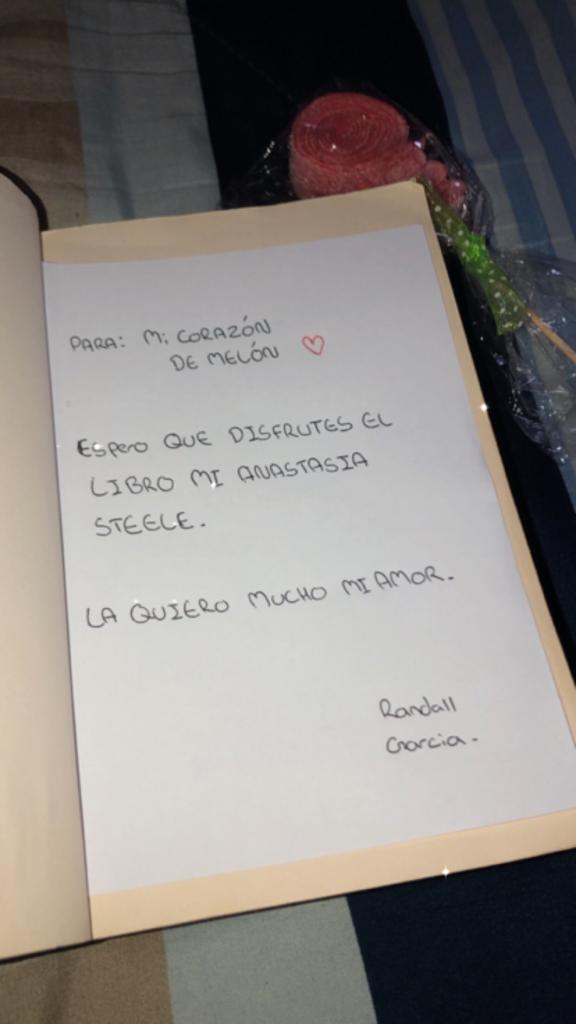 PARA: Mi CORAZÓN
DE MELÓN
ESPERO QUE DISFRUTES EL
LIBRO MI ANASTASIA
STEELE.
LA QUIERO MUCHO MI AMOR.
Randall
Garcia.